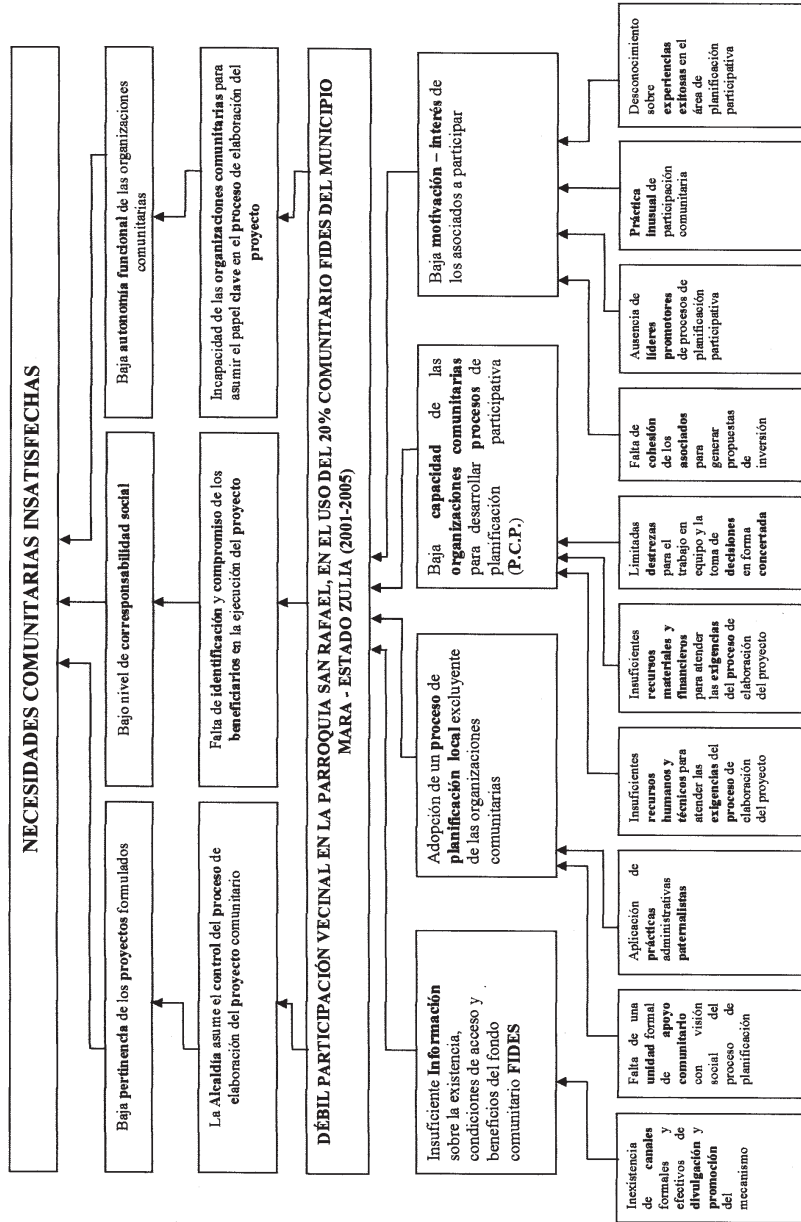 NECESIDADES COMUNITARIAS INSATISFECHAS
Baja pertinencia de los proyectos formulados
Bajo nivel de corresponsabilidad social
Baja autonomía funcional de las organizaciones
comunitarias
La Alcaldía asume el control del proceso de
elaboración del proyecto comunitario
Falta de identificación y compromiso de los
beneficiarios en la ejecución del proyecto
Incapacidad de las organizaciones comunitarias para
asumir el papel clave en el proceso de elaboración del
proyecto
DÉBIL PARTICIPACIÓN VECINAL EN LA PARROQUIA SAN RAFAEL, EN EL USO DEL 20% COMUNITARIO FIDES DEL MUNICIPIO
MARA - ESTADO ZULIA (2001-2005)
Insuficiente Información
sobre la existencia,
condiciones de acceso y
beneficios del fondo
comunitario FIDES
Adopción de un proceso de
planificación local excluyente
de las organizaciones
comunitarias
Baja capacidad de las
organizaciones comunitarias
para desarrollar procesos de
planificación participativa
(P.C.P.)
Baja motivación – interés de
los asociados a participar
Inexistencia
de canales
formales y
efectivos de
divulgación y
promoción
del
mecanismo
Falta de una
unidad formal
de apoyo
comunitario
con visión
social del
proceso de
planificación
Aplicación de
prácticas
administrativas
paternalistas
Insuficientes
recursos
humanos y
técnicos para
atender las
exigencias del
proceso de
elaboración
del proyecto
Insuficientes
recursos
materiales y
financieros
para atender
las exigencias
del proceso de
elaboración
del proyecto
Limitadas
destrezas
para el
trabajo en
equipo y la
toma de
decisiones
en forma
concertada
Falta de
cohesión
de los
asociados
para
generar
propuestas
de
inversión
Ausencia de
líderes
promotores
de procesos de
planificación
participativa
Práctica
inusual de
participación
comunitaria
Desconocimiento
sobre
experiencias
exitosas en el
área de
planificación
participativa